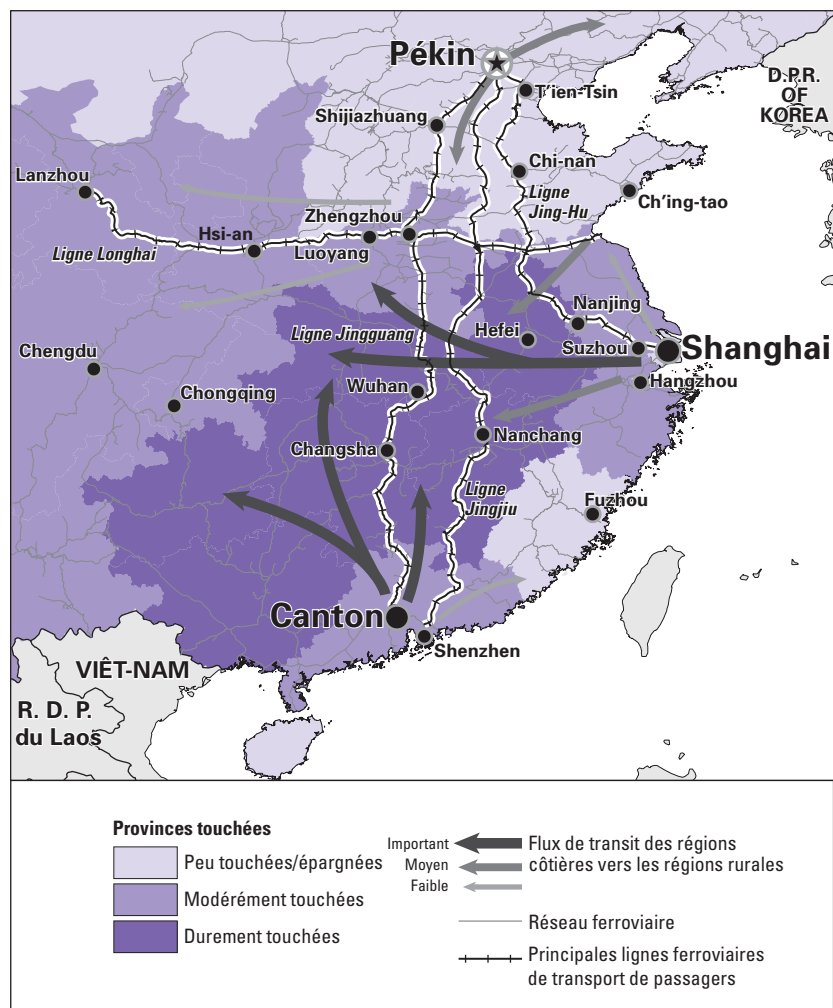 Pékin
D.P.R.
OF
KOREA
T'ien-Tsin
Shijiazhuang
Chi-nan
Lanzhou
Ligne
Jing-Hu
Ch'ing-tao
Zhengzhou
Hsi-an
Ligne Longhai
Luoyang
Nanjing
Ligne Jingguang
Hefei
Suzhou
Shanghai
Chengdu
Hangzhou
Chongqing
Wuhan
Changsha
Nanchang
Ligne
Jingjiu
Fuzhou
Canton
Shenzhen
VIÊT-NAM
R. D. P.
du Laos
Provinces touchées
Peu touchées/épargnées
Modérément touchées
Durement touchées
Important
Moyen
Faible
Flux de transit des régions
côtières vers les régions rurales
Réseau ferroviaire
Principales lignes ferroviaires
de transport de passagers